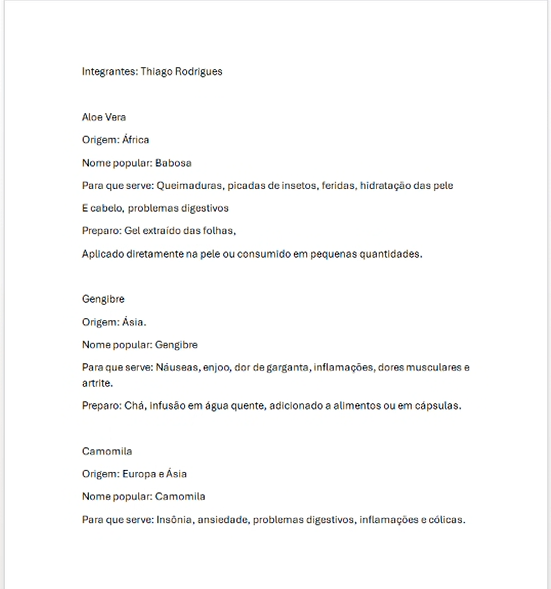 Integrantes: Thiago Rodrigues
Aloe Vera
Origem: África
Nome popular: Babosa
Para que serve: Queimaduras, picadas de insetos, feridas, hidratação das pele
E cabelo, problemas digestivos
Preparo: Gel extraído das folhas,
Aplicado diretamente na pele ou consumido em pequenas quantidades.
Gengibre
Origem: Ásia.
Nome popular: Gengibre
Para que serve: Náuseas, enjoo, dor de garganta, inflamações, dores musculares e
artrite.
Preparo: Chá, infusão em água quente, adicionado a alimentos ou em cápsulas.
Camomila
Origem: Europa e Ásia
Nome popular: Camomila
Para que serve: Insônia, ansiedade, problemas digestivos, inflamações e cólicas.